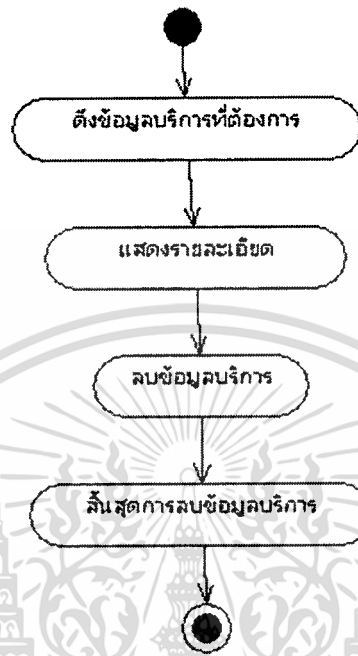 ดึงข้อมูลบริการที่ต้องการ
แสดงรายละเอียด
ลบข้อมูลบริการ
สิ้นสุดการลบข้อมูลบริการ